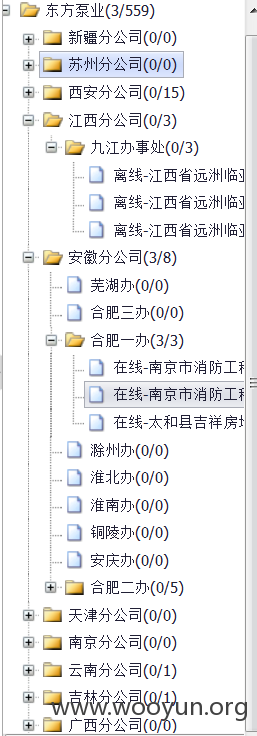 东方泵业(3/559)
新疆分公司(0/0)
苏州分公司(0/0)
西安分公司(0/15)
江西分公司(0/3)
九江办事处(0/3)
离线-江西省远洲临
离线-江西省远洲临
离线-江西省远洲临
安徽分公司(3/8)
芜湖办(0/0)
合肥三办(0/0)
合肥一办(3/3)
在线-南京市消防工程
在线-南京市消防工程
在线-太和县吉祥房
滁州办(0/0)
淮北办(0/0)
淮南办(0/0)
铜陵办(0/0)
安庆办(0/0)
合肥二办(0/5)
天津分公司(0/0)
南京分公司(0/0)
云南分公司(0/1)
吉林分公司(0/1)
www.wooyun.org
广西分公司(0/0)